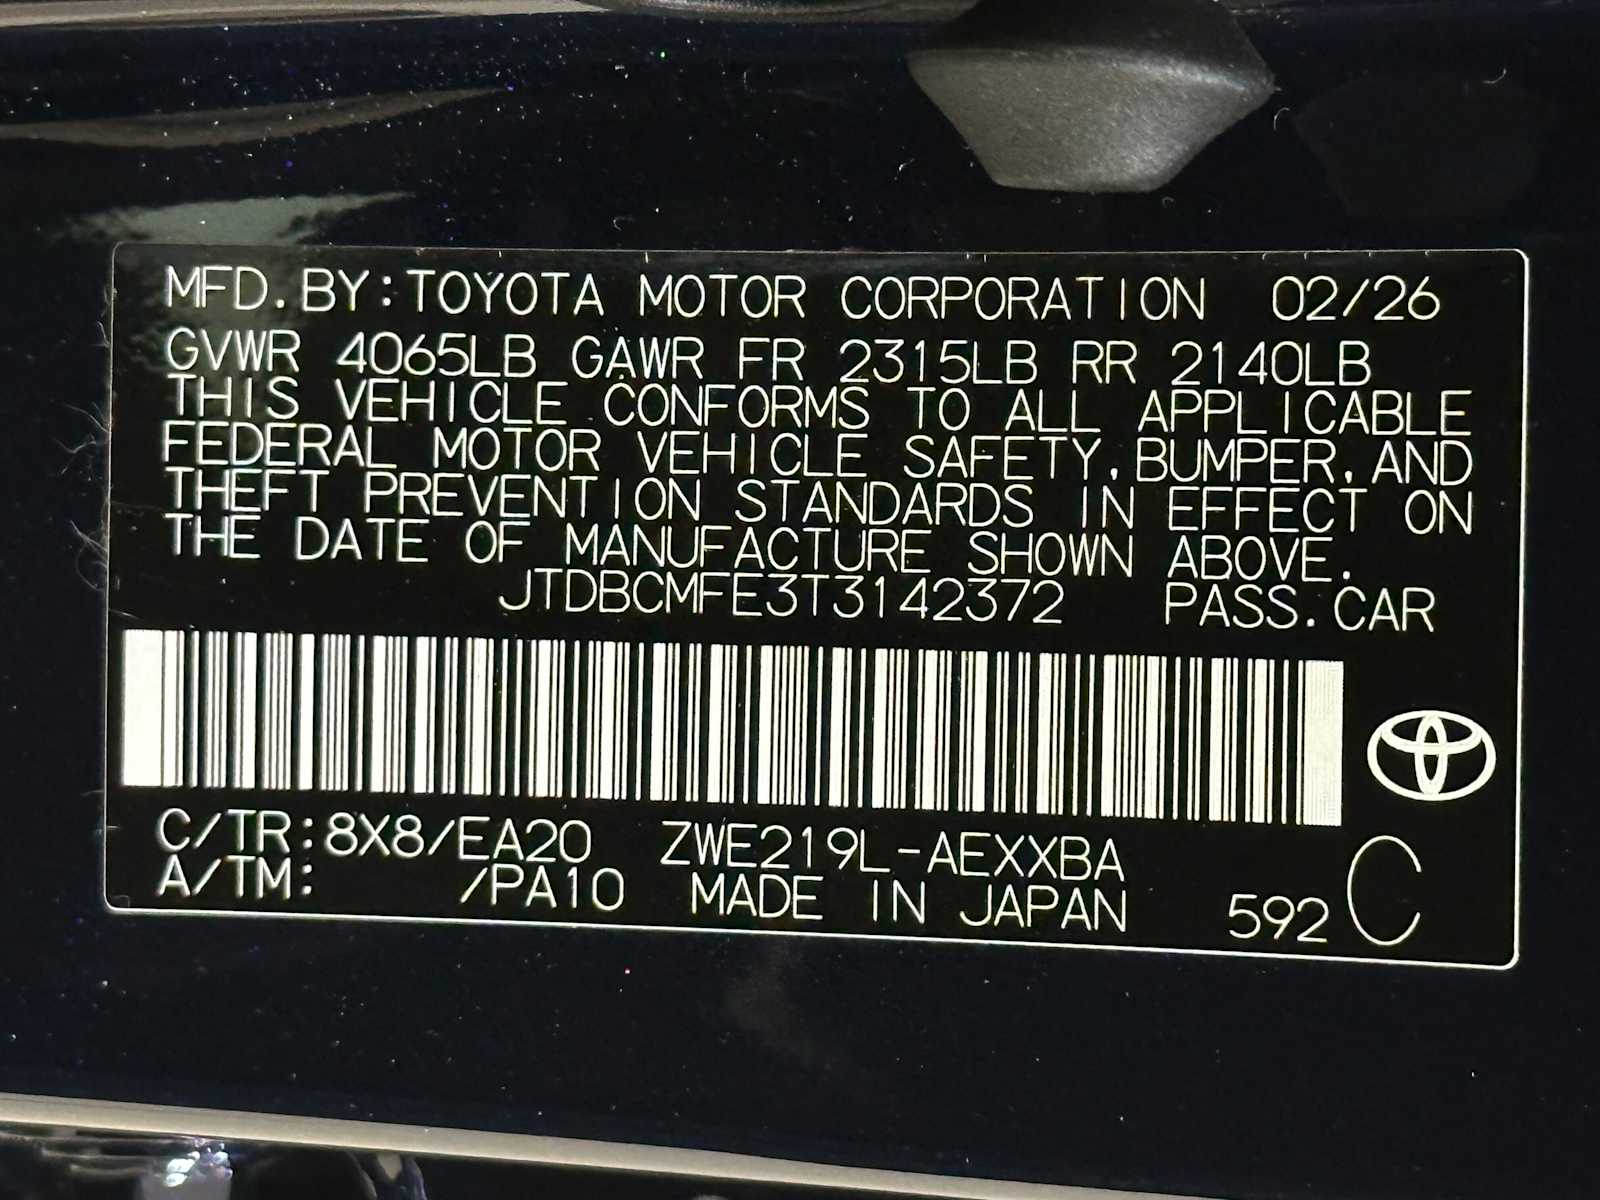 MFD.BY:TOYOTA MOTOR CORPORATION 02/26
GVWR 4065LB GAWR FR 2315LB RR 2140LB
THIS VEHICLE CONFORMS TO ALL APPLICABLE
FEDERAL MOTOR VEHICLE SAFETY,BUMPER,AND
THEFT PREVENTION STANDARDS IN EFFECT ON
THE DATE OF MANUFACTURE SHOWN ABOVE.
JTDBCMFE3T3142372 PASS.CAR
C/TR:8X8/EA20 ZWE219L-AEXXBA
A/TM: /PA10 MADE IN JAPAN 592 C